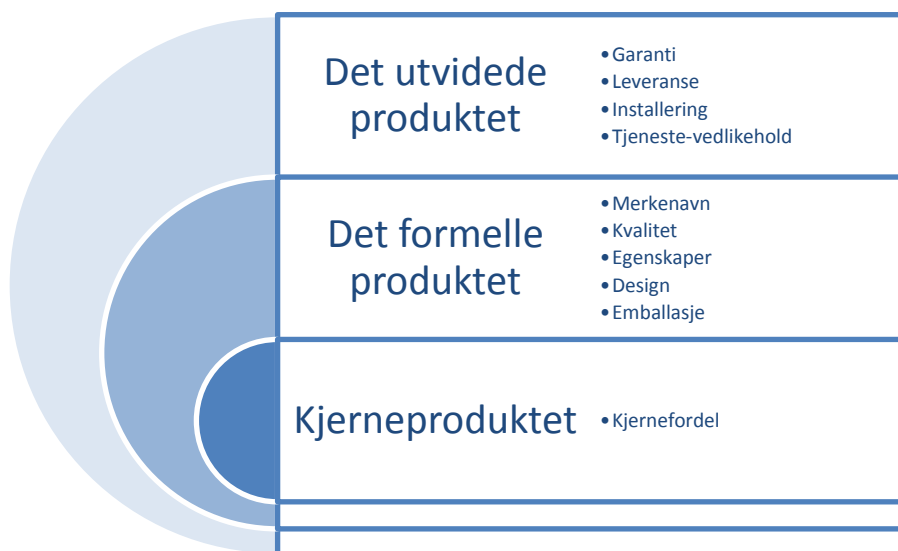 Det utvidede
produktet
•Garanti
•Leveranse
•Installering
•Tjeneste-vedlikehold
Det formelle
produktet
•Merkenavn
•Kvalitet
•Egenskaper
•Design
•Emballasje
Kjerneproduktet
•Kjernefordel